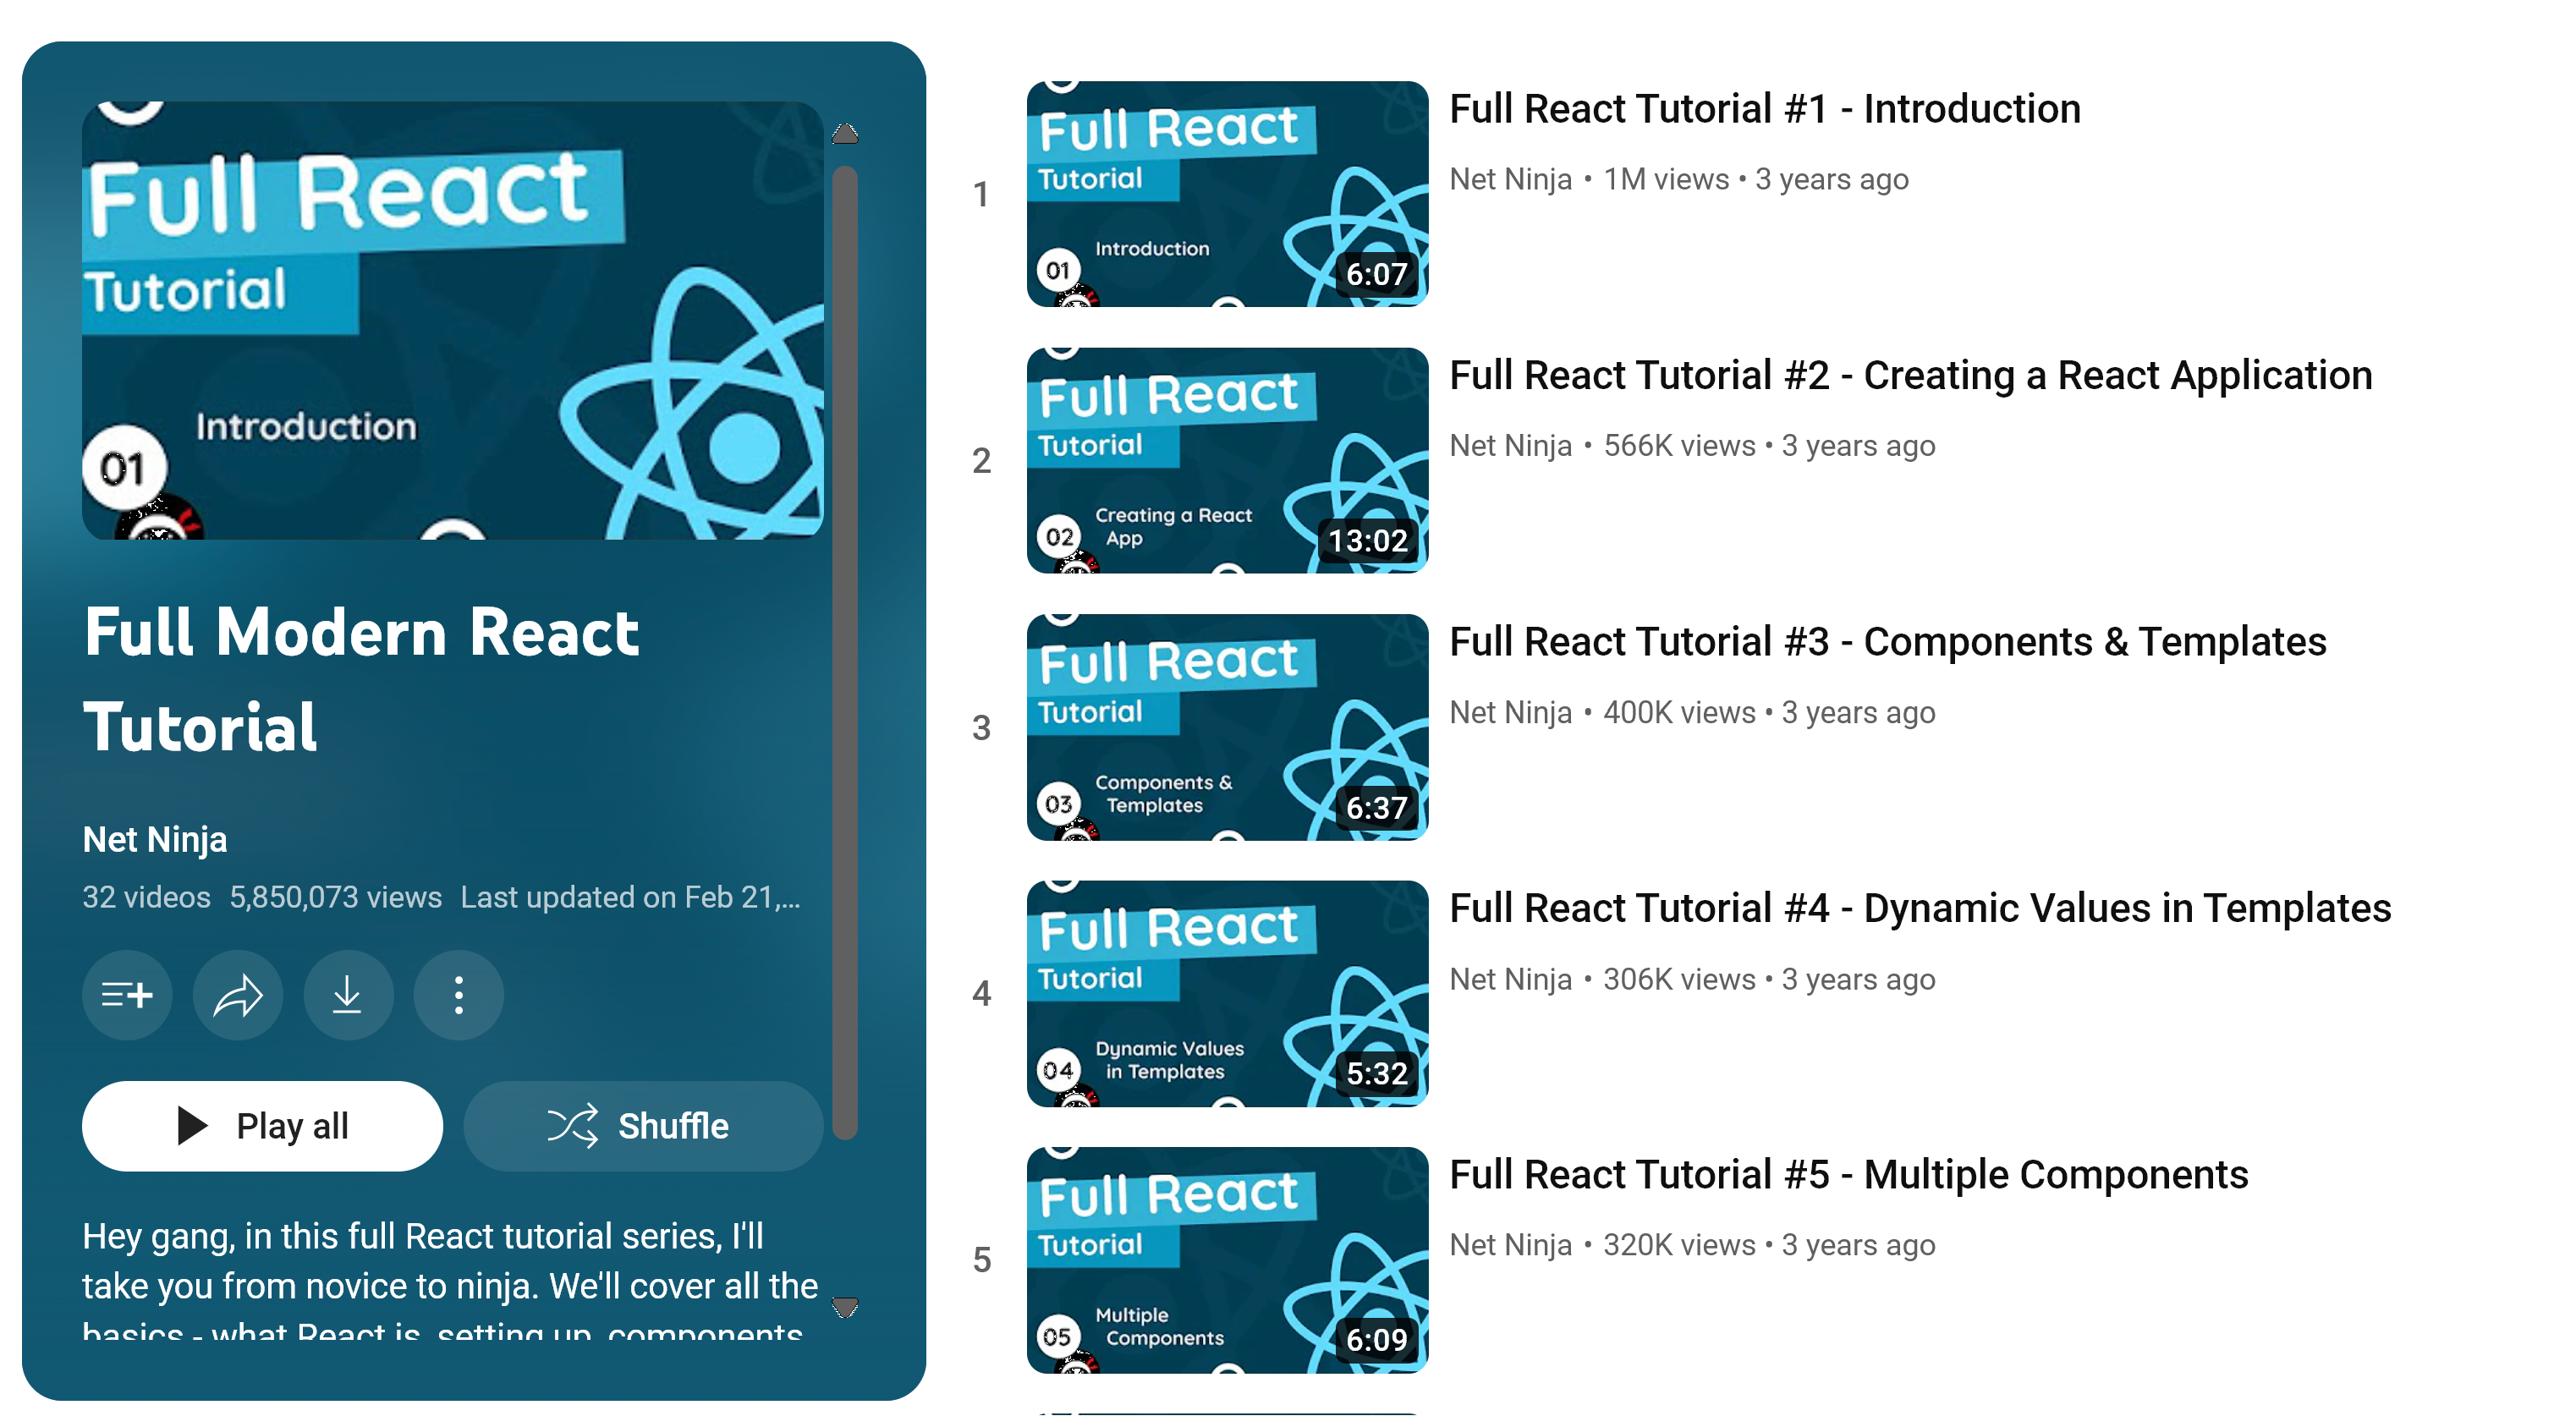 Full React
Tutorial
Introduction
01
Full Modern React
Tutorial
Net Ninja
32 videos 5,850,073 views Last updated on Feb 21,...
Play all
Shuffle
Hey gang, in this full React tutorial series, I'll
take you from novice to ninja. We'll cover all the
basics - what React is, setting up, components
1
Full React
Tutorial
Introduction
01
6:07
Full React Tutorial #1 - Introduction
Net Ninja • 1M views • 3 years ago
2
Full React
Tutorial
Creating a React
App
02
13:02
Full React Tutorial #2 - Creating a React Application
Net Ninja • 566K views • 3 years ago
3
Full React
Tutorial
Components &
Templates
03
6:37
Full React Tutorial #3 - Components & Templates
Net Ninja • 400K views • 3 years ago
4
Full React
Tutorial
Dynamic Values
in Templates
04
5:32
Full React Tutorial #4 - Dynamic Values in Templates
Net Ninja • 306K views • 3 years ago
5
Full React
Tutorial
Multiple
Components
05
6:09
Full React Tutorial #5 - Multiple Components
Net Ninja • 320K views • 3 years ago